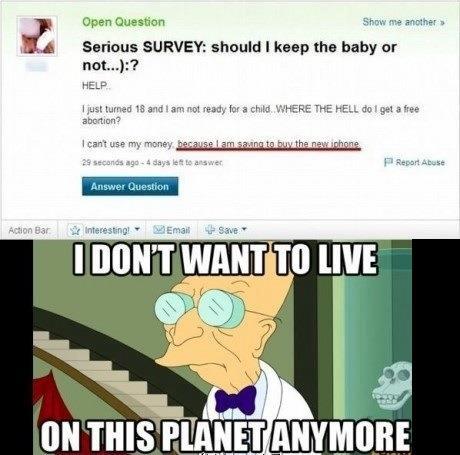 Open Question
Show me another »
Serious SURVEY: should I keep the baby or
not...):?
HELP..
I just turned 18 and I am not ready for a child..WHERE THE HELL do I get a free
abortion?
I can't use my money, because I am saving to buy the new iphone.
29 seconds ago - 4 days left to answer.
Report Abuse
Answer Question
Action Bar: Interesting! Email Save
I DON'T WANT TO LIVE
ON THIS PLANET ANYMORE